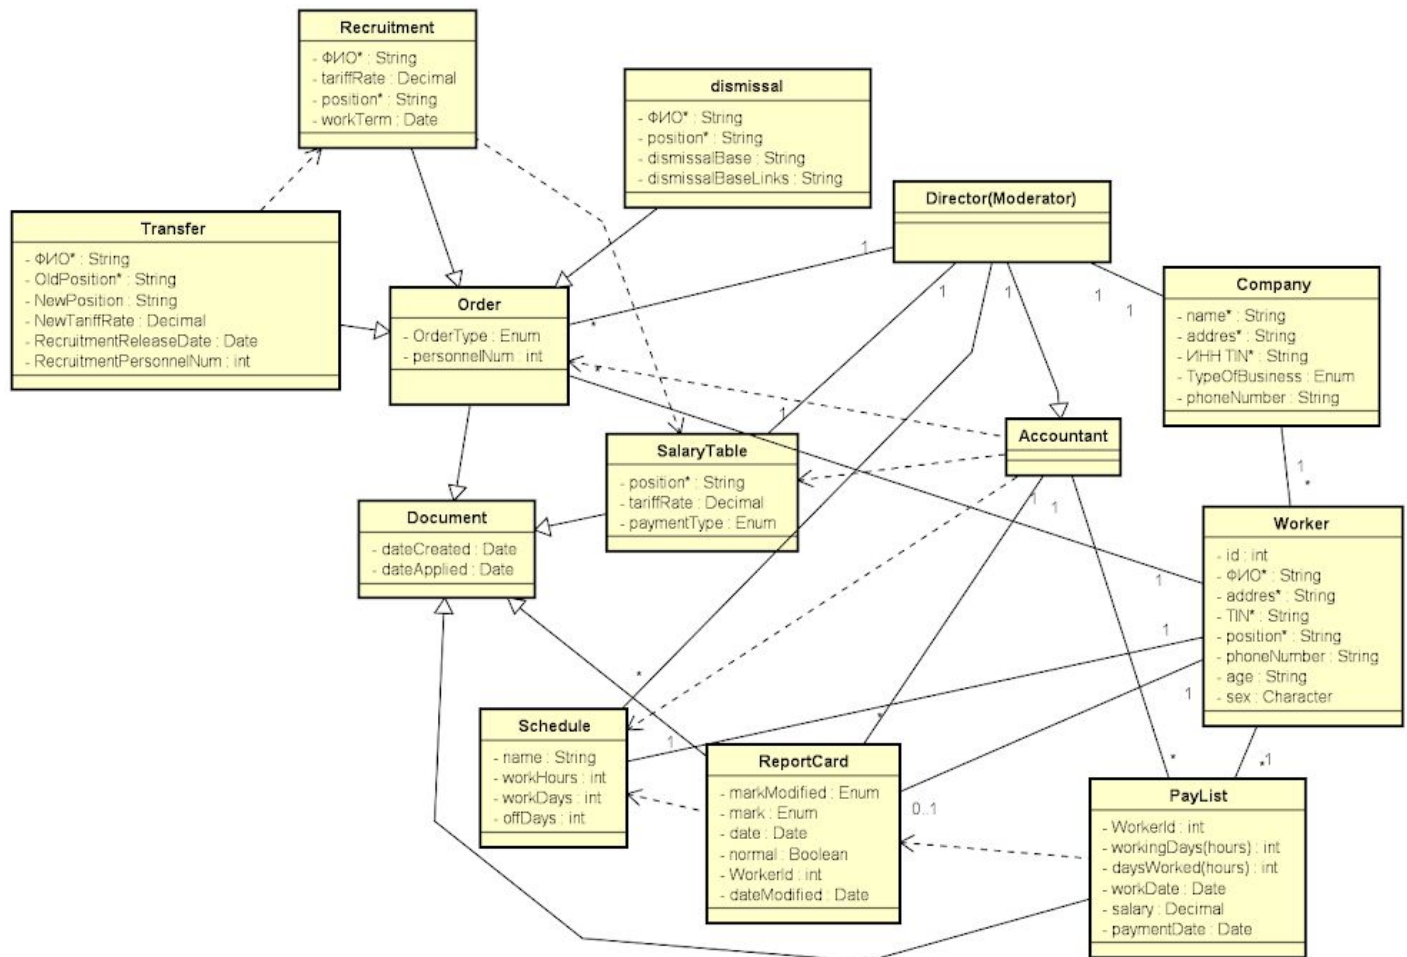 Recruitment
- ФИО* : String
- tariffRate : Decimal
- position* : String
- workTerm : Date
dismissal
- ФИО* : String
- position* : String
- dismissalBase : String
- dismissalBaseLinks : String
Director(Moderator)
Transfer
- ФИО* : String
- OldPosition* : String
- NewPosition : String
- NewTariffRate : Decimal
- RecruitmentReleaseDate : Date
- RecruitmentPersonnelNum : int
Order
- OrderType : Enum
- personnelNum : int
1
*
*
1
1
1
1
Company
- name* : String
- addres* : String
- ИНН TIN* : String
- TypeOfBusiness : Enum
- phoneNumber : String
1
SalaryTable
- position* : String
- tariffRate : Decimal
- paymentType : Enum
Accountant
1
1
1
*
Document
- dateCreated : Date
- dateApplied : Date
Worker
- id : int
- ФИО* : String
- addres* : String
- TIN* : String
- position* : String
- phoneNumber : String
- age : String
- sex : Character
1
1
1
*
Schedule
- name : String
- workHours : int
- workDays : int
- offDays : int
1
*
ReportCard
- markModified : Enum
- mark : Enum
- date : Date
- normal : Boolean
- WorkerId : int
- dateModified : Date
0..1
*
*
1
PayList
- WorkerId : int
- workingDays(hours) : int
- daysWorked(hours) : int
- workDate : Date
- salary : Decimal
- paymentDate : Date